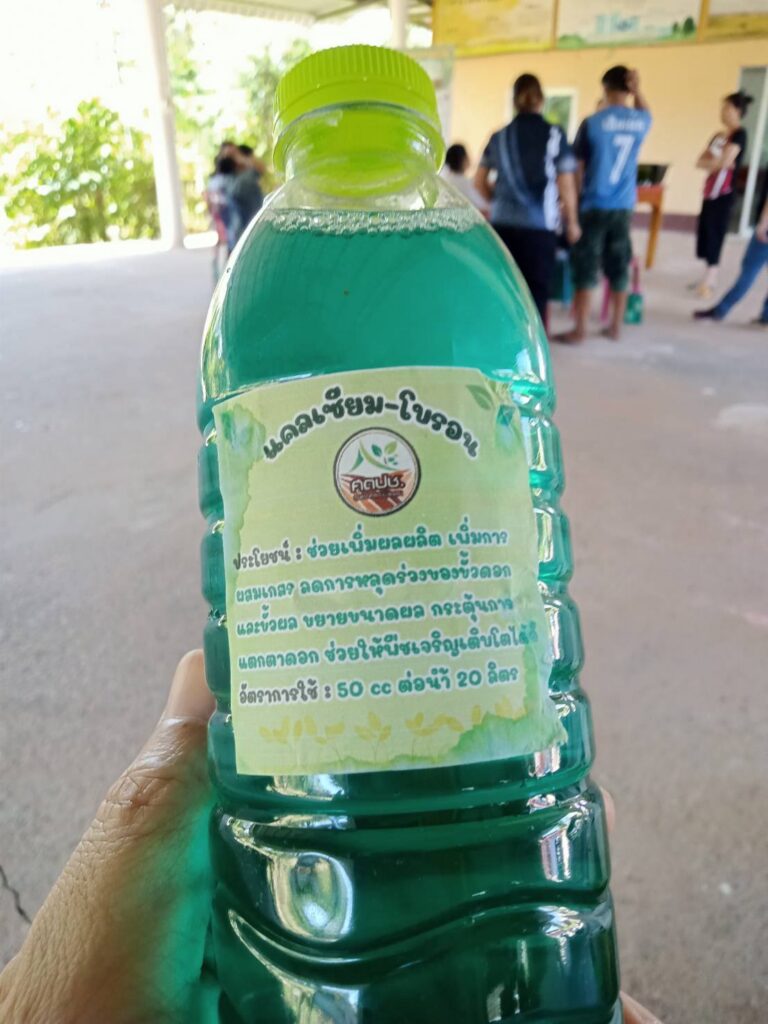 แคลเซียม-โบรอน
คตปช.
ประโยชน์ : ช่วยเพิ่มผลผลิต เพิ่มการ
ผสมเกสร ลดการหลุดร่วงของขั้วดอก
และขั้วผล ขยายขนาดผล กระตุ้นการ
แตกตาดอก ช่วยให้พืชเจริญเติบโตได้ดี
อัตราการใช้ : 50 cc ต่อน้ำ 20 ลิตร
7